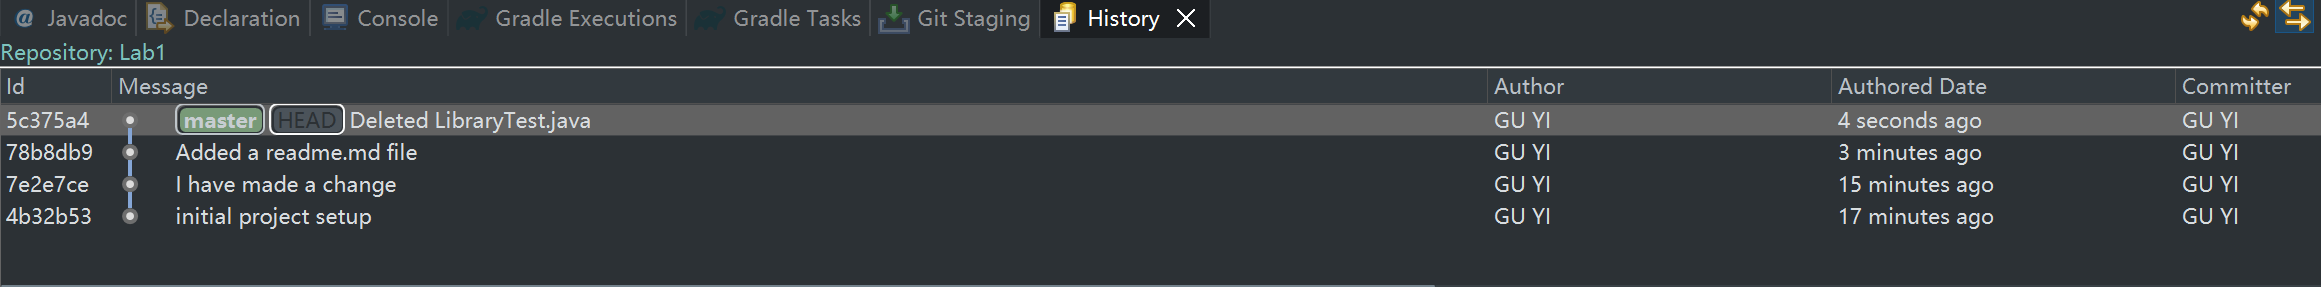 @ Javadoc Declaration Console Gradle Executions Gradle Tasks Git Staging History
Repository: Lab1
Id Message Author Authored Date Committer
5c375a4 master HEAD Deleted LibraryTest.java GU YI 4 seconds ago GU YI
78b8db9 Added a readme.md file GU YI 3 minutes ago GU YI
7e2e7ce I have made a change GU YI 15 minutes ago GU YI
4b32b53 initial project setup GU YI 17 minutes ago GU YI